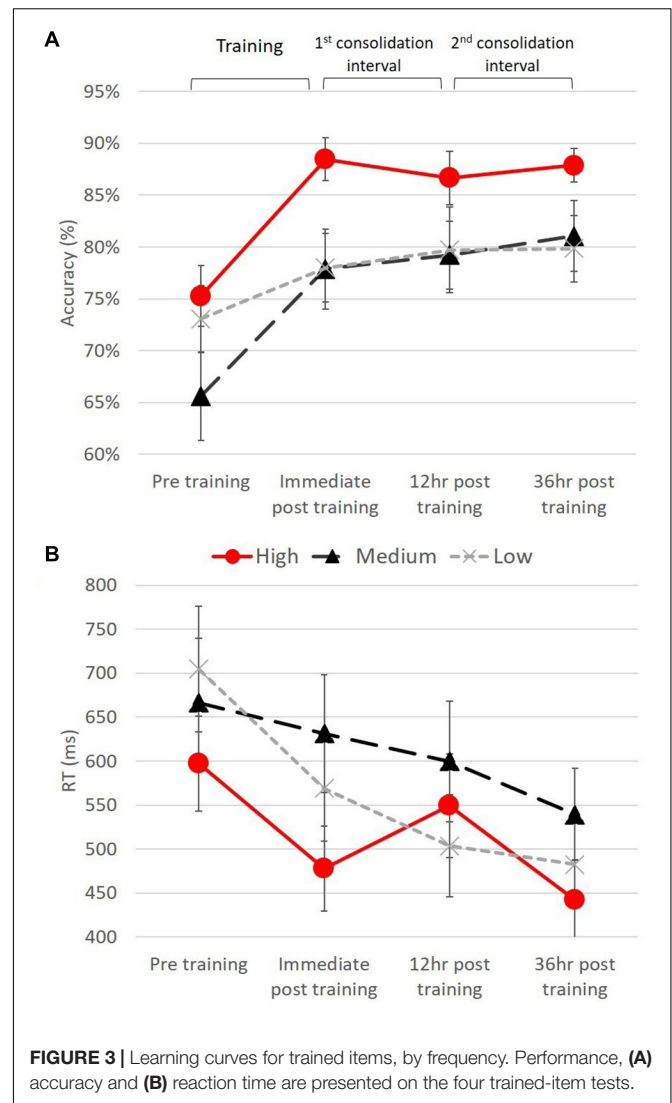 A
Training
1st consolidation interval
2nd consolidation interval
95%
90%
85%
80%
75%
70%
65%
60%
Accuracy (%)
Pre training
Immediate post training
12hr post training
36hr post training
B
High Medium Low
800
750
700
650
600
550
500
450
400
RT (ms)
Pre training
Immediate post training
12hr post training
36hr post training
FIGURE 3 | Learning curves for trained items, by frequency. Performance, (A)
accuracy and (B) reaction time are presented on the four trained-item tests.